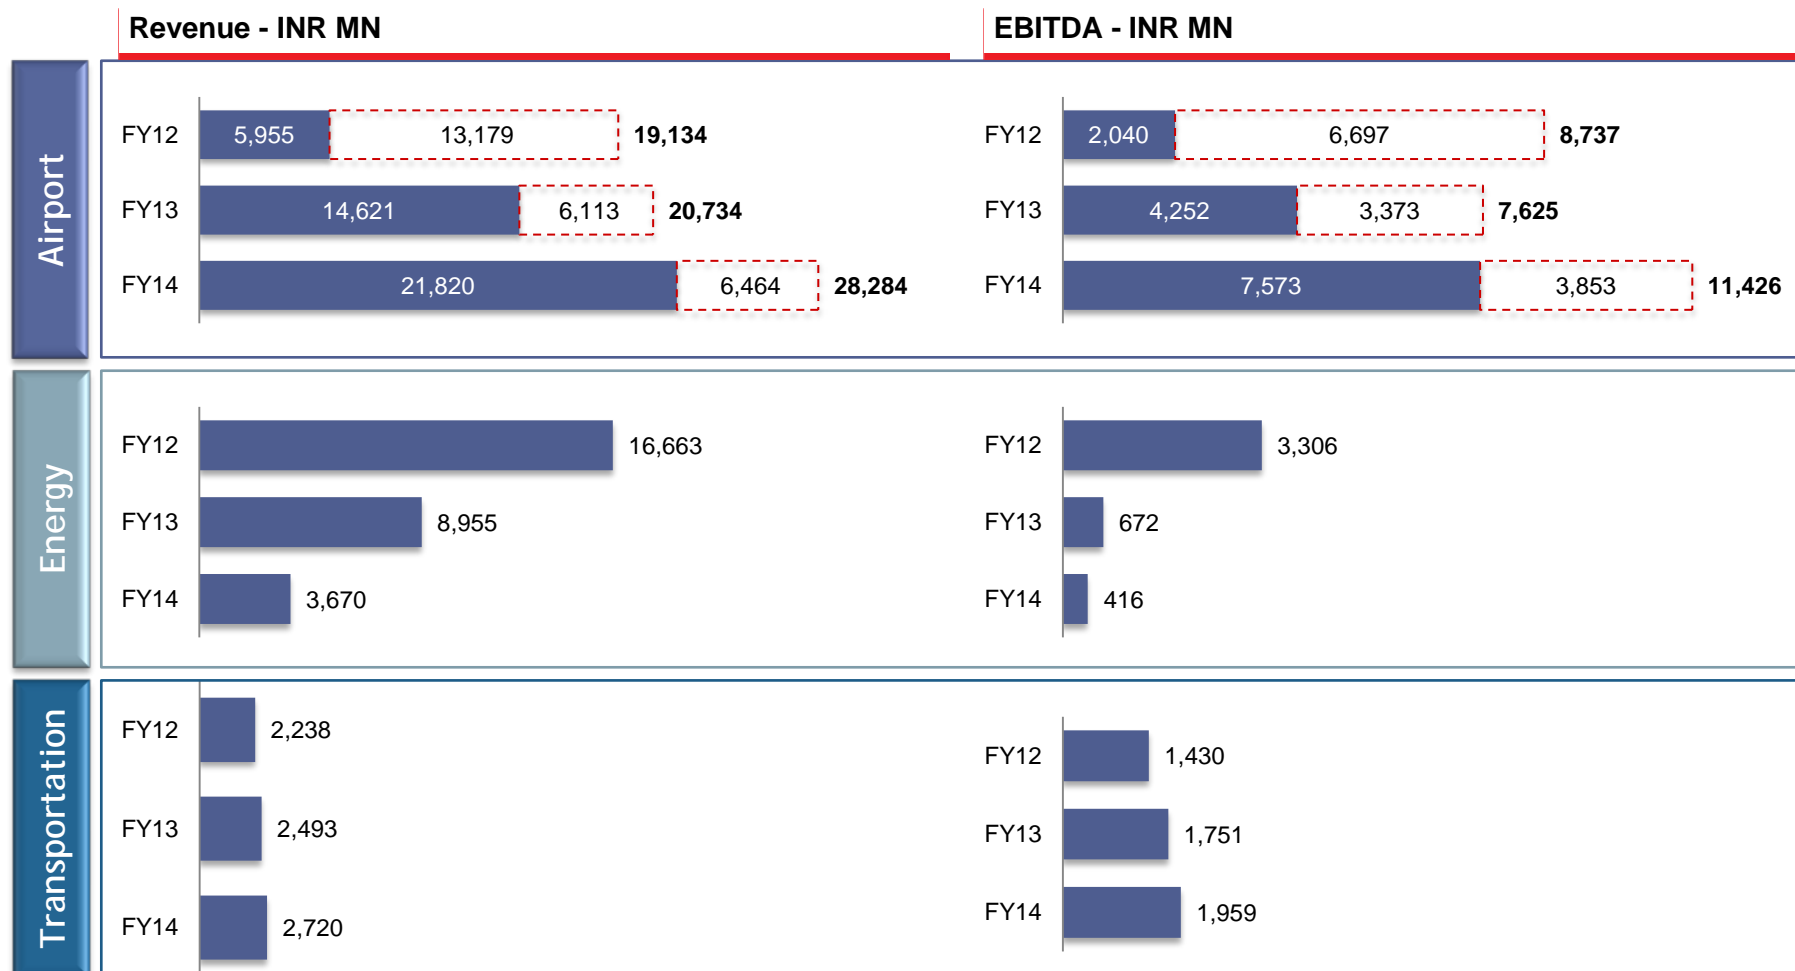 Revenue - INR MN
EBITDA - INR MN
Airport
FY12 5,955 13,179 19,134
FY13 14,621 6,113 20,734
FY14 21,820 6,464 28,284
FY12 2,040 6,697 8,737
FY13 4,252 3,373 7,625
FY14 7,573 3,853 11,426
Energy
FY12 16,663
FY13 8,955
FY14 3,670
FY12 3,306
FY13 672
FY14 416
Transportation
FY12 2,238
FY13 2,493
FY14 2,720
FY12 1,430
FY13 1,751
FY14 1,959